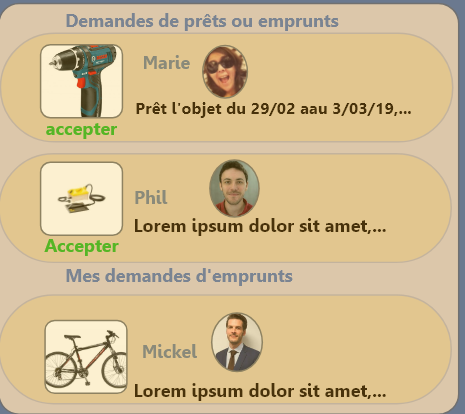 Demandes de prêts ou emprunts
Marie
Prêt l'objet du 29/02 aau 3/03/19,...
accepter
Phil
Lorem ipsum dolor sit amet,...
Accepter
Mes demandes d'emprunts
Mickel
Lorem ipsum dolor sit amet,...